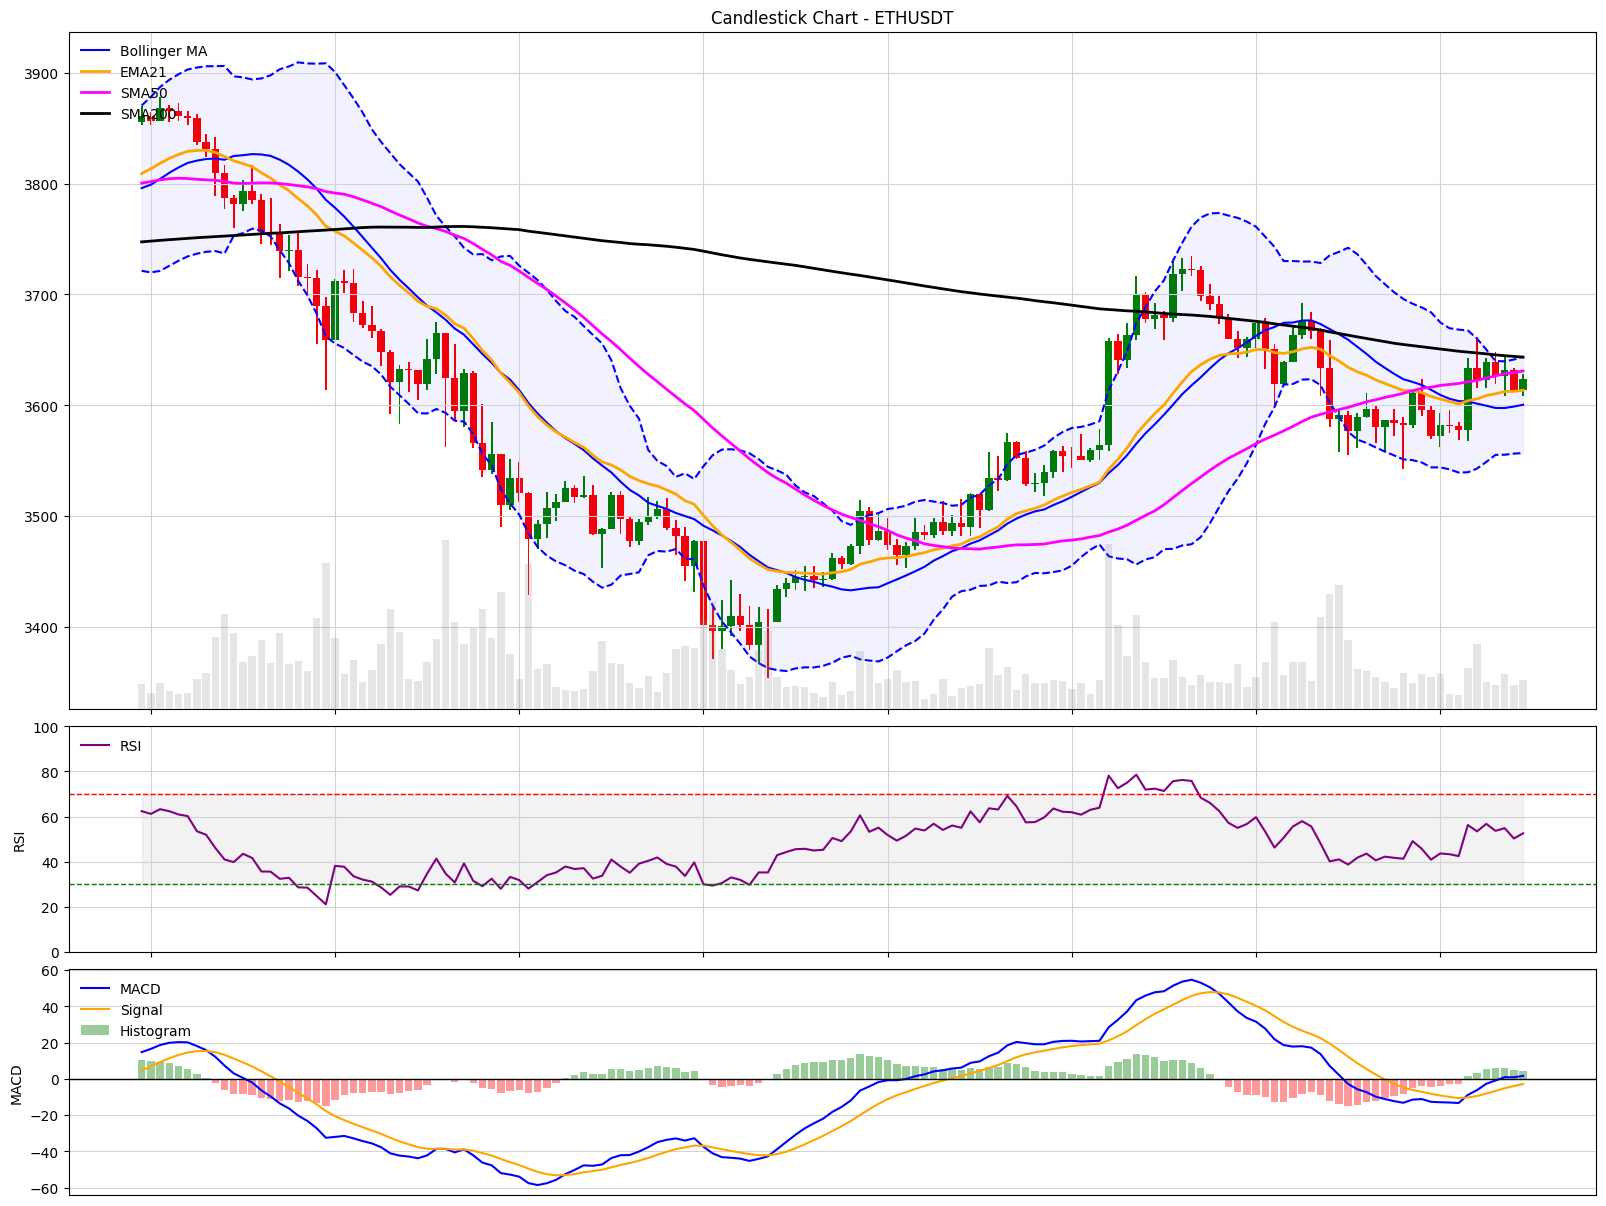 Candlestick Chart - ETHUSDT
Bollinger MA
EMA21
SMA50
SMA200
3900
3800
3700
3600
3500
3400
RSI
100
80
60
40
20
0
RSI
MACD
Signal
Histogram
60
40
20
0
−20
−40
−60
MACD